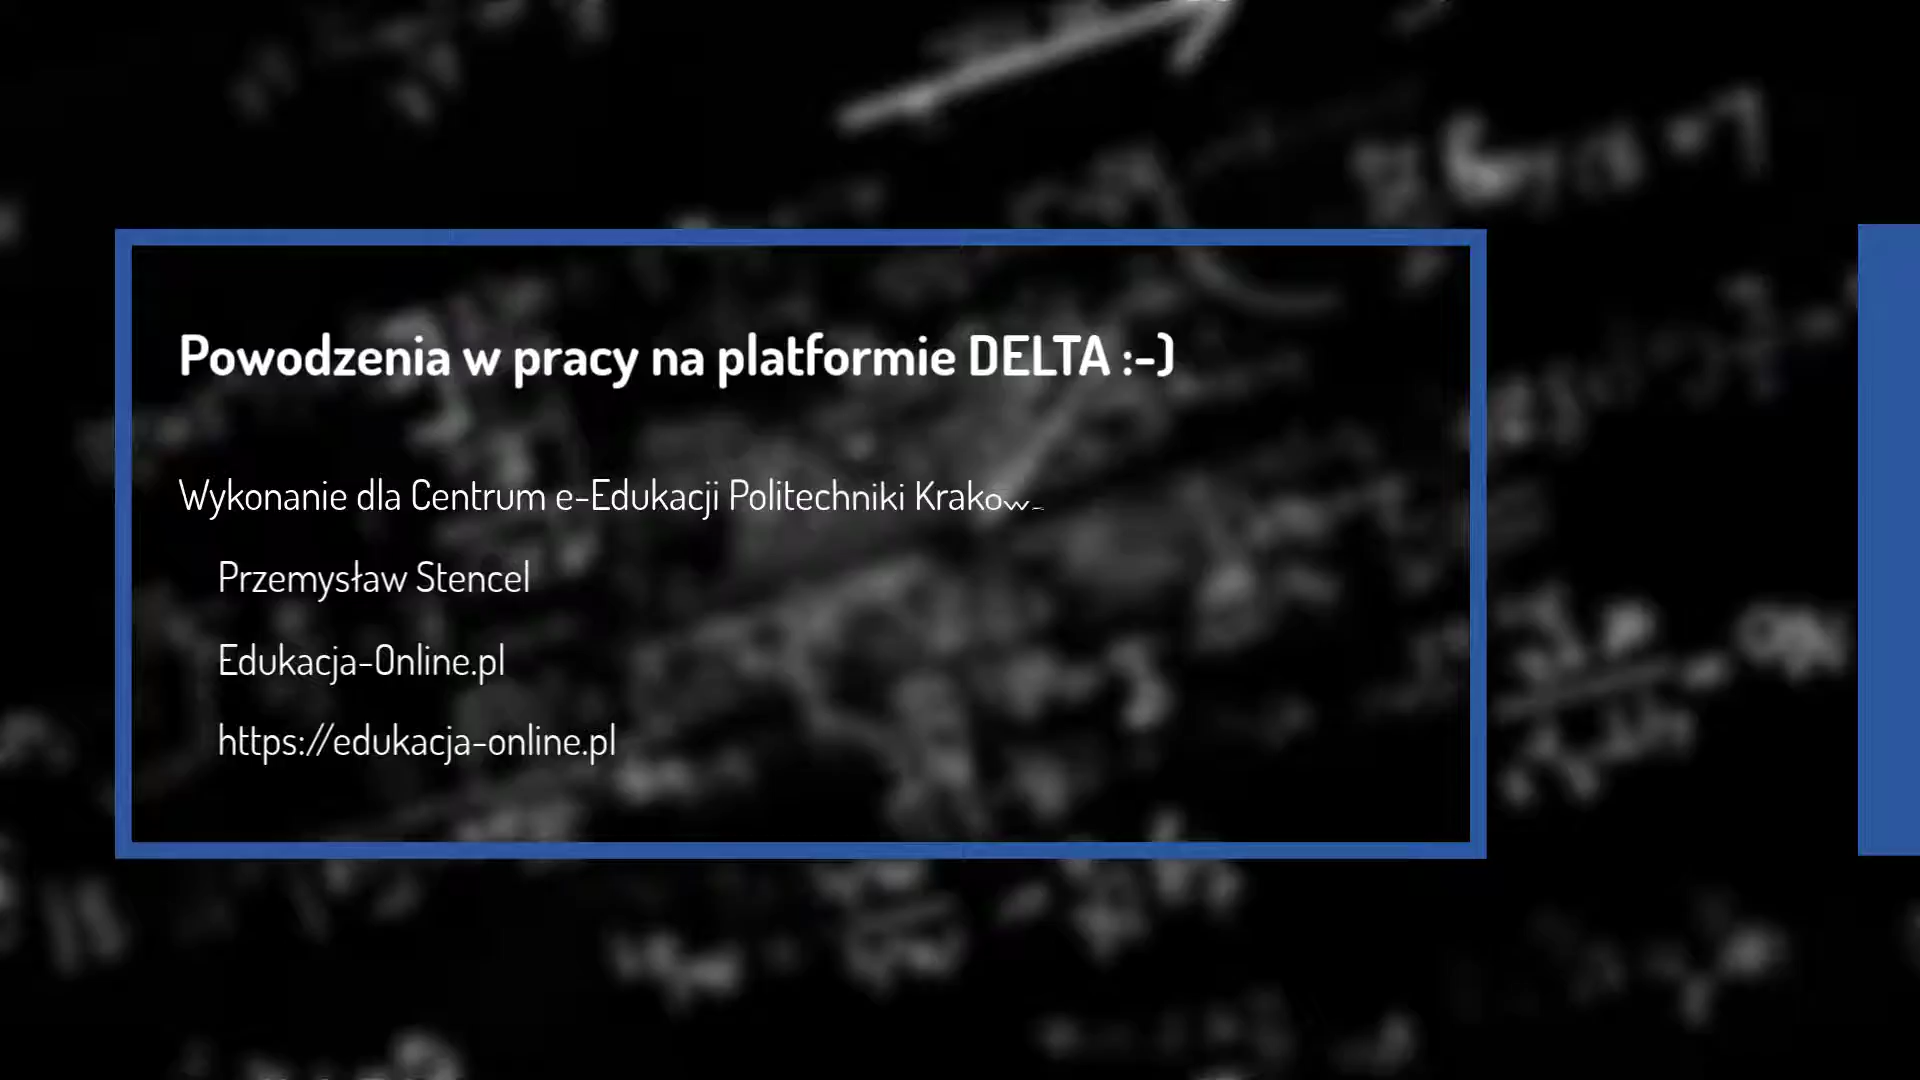 Powodzenia w pracy na platformie DELTA :-)
Wykonanie dla Centrum e-Edukacji Politechniki
Przemysław Stencel
Edukacja-Online.pl
https://edukacja-online.pl